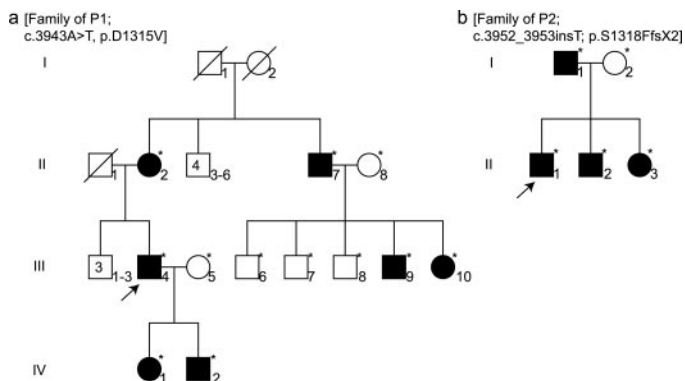 a [Family of P1;
c.3943A>T, p.D1315V]
b [Family of P2;
c.3952_3953insT; p.S1318FfsX2]
I
1 2
II
1 *2 4 3-6 *7 *8
III
3 1-3 *4 *5 *6 *7 *8 *9 *10
IV
*1 *2
I
*1 *2
II
*1 *2 *3